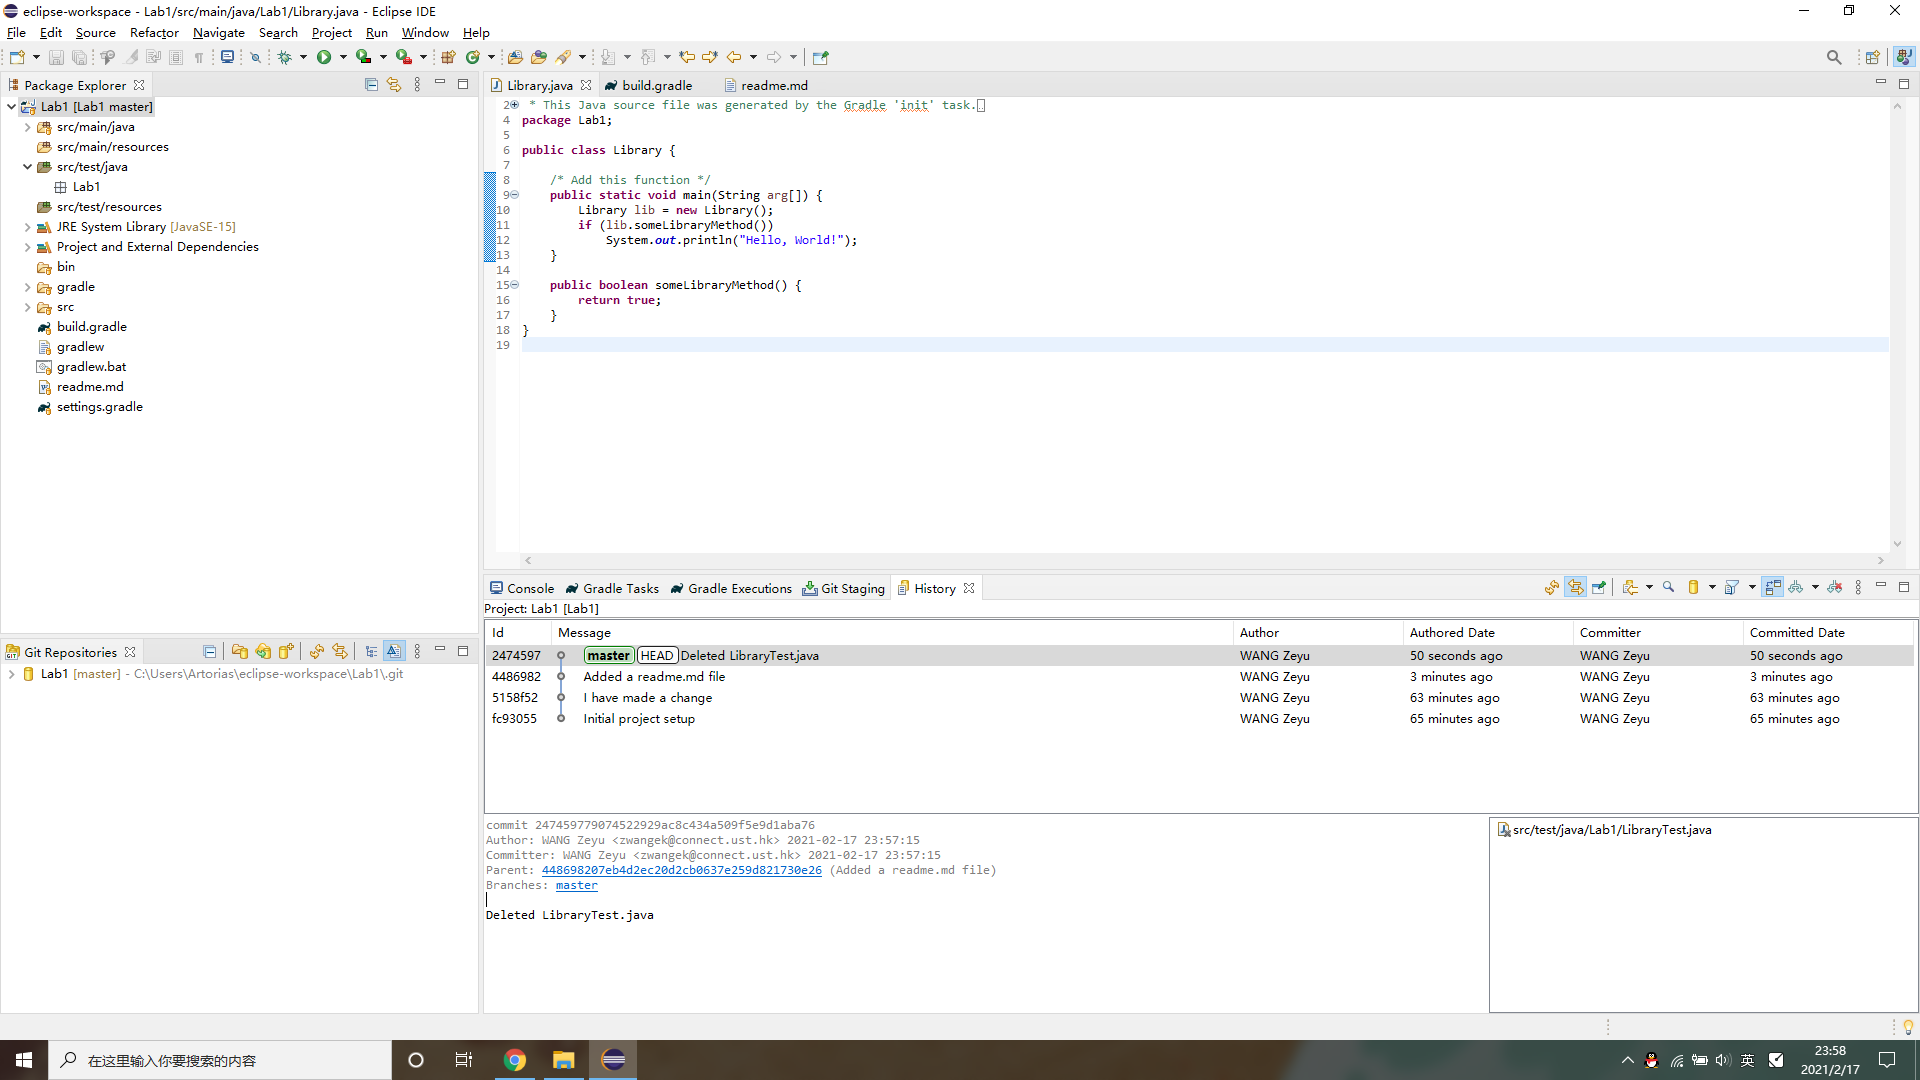 eclipse-workspace - Lab1/src/main/java/Lab1/Library.java - Eclipse IDE
File Edit Source Refactor Navigate Search Project Run Window Help
Package Explorer
Lab1 [Lab1 master]
src/main/java
src/main/resources
src/test/java
Lab1
src/test/resources
JRE System Library [JavaSE-15]
Project and External Dependencies
bin
gradle
src
build.gradle
gradlew
gradlew.bat
readme.md
settings.gradle
Git Repositories
Lab1 [master] - C:\Users\Artorias\eclipse-workspace\Lab1\.git
Library.java build.gradle readme.md
2 * This Java source file was generated by the Gradle 'init' task.
4 package Lab1;
5
6 public class Library {
7
8 /* Add this function */
9 public static void main(String arg[]) {
10 Library lib = new Library();
11 if (lib.someLibraryMethod())
12 System.out.println("Hello, World!");
13 }
14
15 public boolean someLibraryMethod() {
16 return true;
17 }
18 }
19
Console Gradle Tasks Gradle Executions Git Staging History
Project: Lab1 [Lab1]
Id Message Author Authored Date Committer Committed Date
2474597 master HEAD Deleted LibraryTest.java WANG Zeyu 50 seconds ago WANG Zeyu 50 seconds ago
4486982 Added a readme.md file WANG Zeyu 3 minutes ago WANG Zeyu 3 minutes ago
5158f52 I have made a change WANG Zeyu 63 minutes ago WANG Zeyu 63 minutes ago
fc93055 Initial project setup WANG Zeyu 65 minutes ago WANG Zeyu 65 minutes ago
commit 247459779074522929ac8c434a509f5e9d1aba76
Author: WANG Zeyu <zwangek@connect.ust.hk> 2021-02-17 23:57:15
Committer: WANG Zeyu <zwangek@connect.ust.hk> 2021-02-17 23:57:15
Parent: 448698207eb4d2ec20d2cb0637e259d821730e26 (Added a readme.md file)
Branches: master
Deleted LibraryTest.java
src/test/java/Lab1/LibraryTest.java
在这里输入你要搜索的内容
英
23:58
2021/2/17